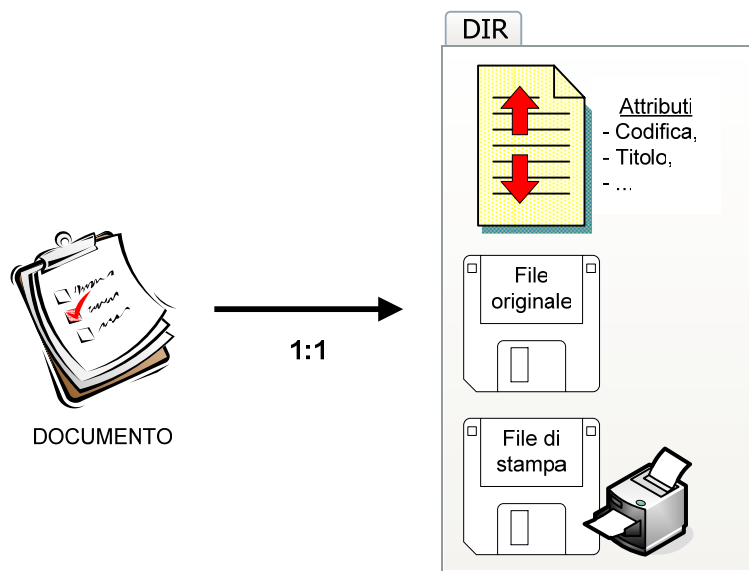 DIR
Attributi
- Codifica,
- Titolo,
- ...
File
originale
1:1
DOCUMENTO
File di
stampa